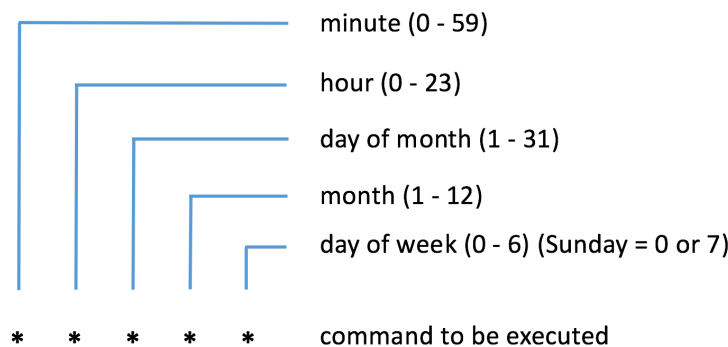 minute (0 - 59)
hour (0 - 23)
day of month (1 - 31)
month (1 - 12)
day of week (0 - 6) (Sunday = 0 or 7)
* * * * * command to be executed